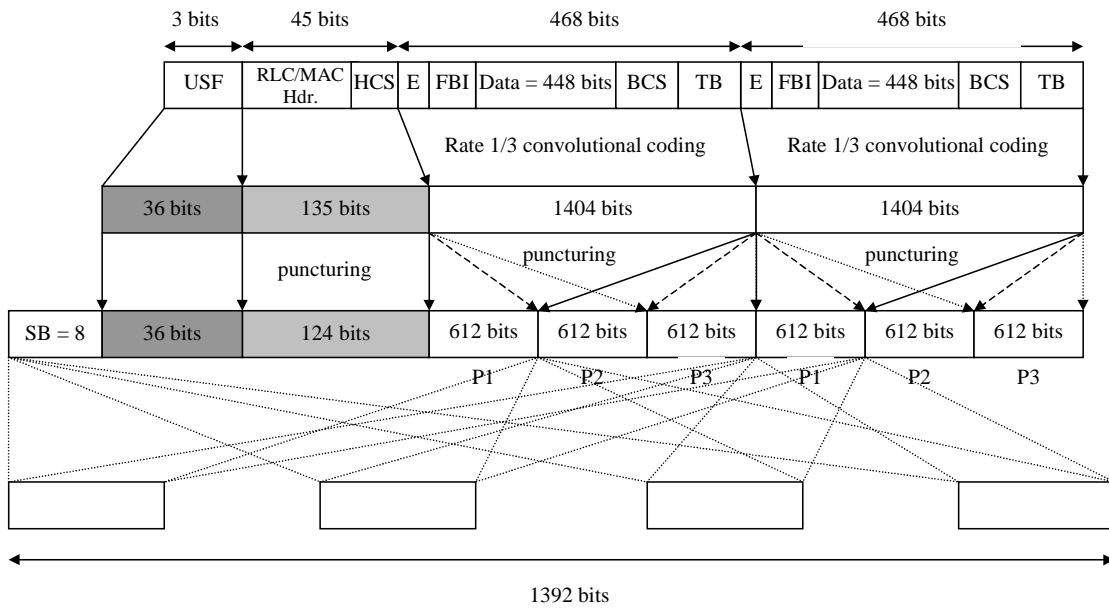 3 bits 45 bits 468 bits 468 bits
USF RLC/MAC Hdr. HCS E FBI Data = 448 bits BCS TB E FBI Data = 448 bits BCS TB
Rate 1/3 convolutional coding Rate 1/3 convolutional coding
36 bits 135 bits 1404 bits 1404 bits
puncturing puncturing puncturing
SB = 8 36 bits 124 bits 612 bits 612 bits 612 bits 612 bits 612 bits 612 bits
P1 P2 P3 P1 P2 P3
1392 bits